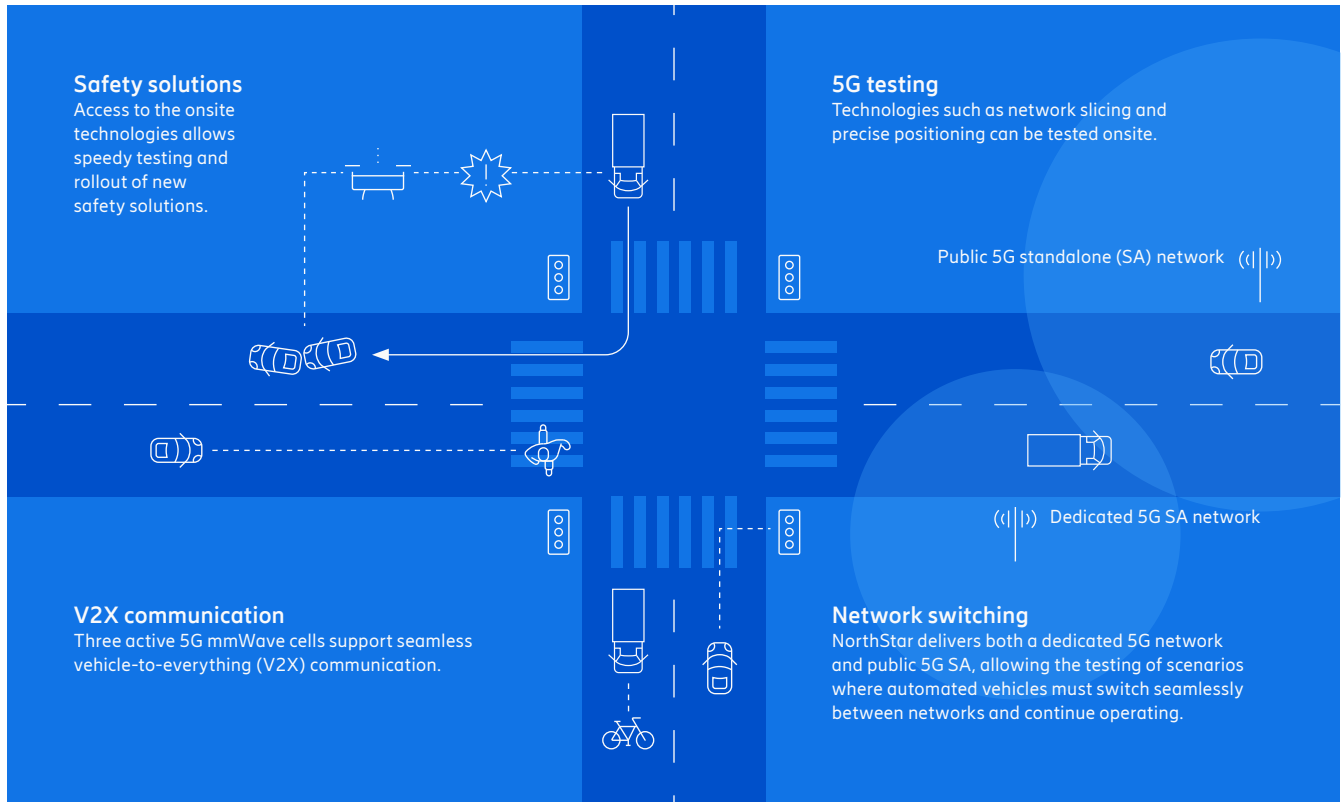 Safety solutions
Access to the onsite
technologies allows
speedy testing and
rollout of new
safety solutions.
5G testing
Technologies such as network slicing and
precise positioning can be tested onsite.
Public 5G standalone (SA) network
Dedicated 5G SA network
V2X communication
Three active 5G mmWave cells support seamless
vehicle-to-everything (V2X) communication.
Network switching
NorthStar delivers both a dedicated 5G network
and public 5G SA, allowing the testing of scenarios
where automated vehicles must switch seamlessly
between networks and continue operating.